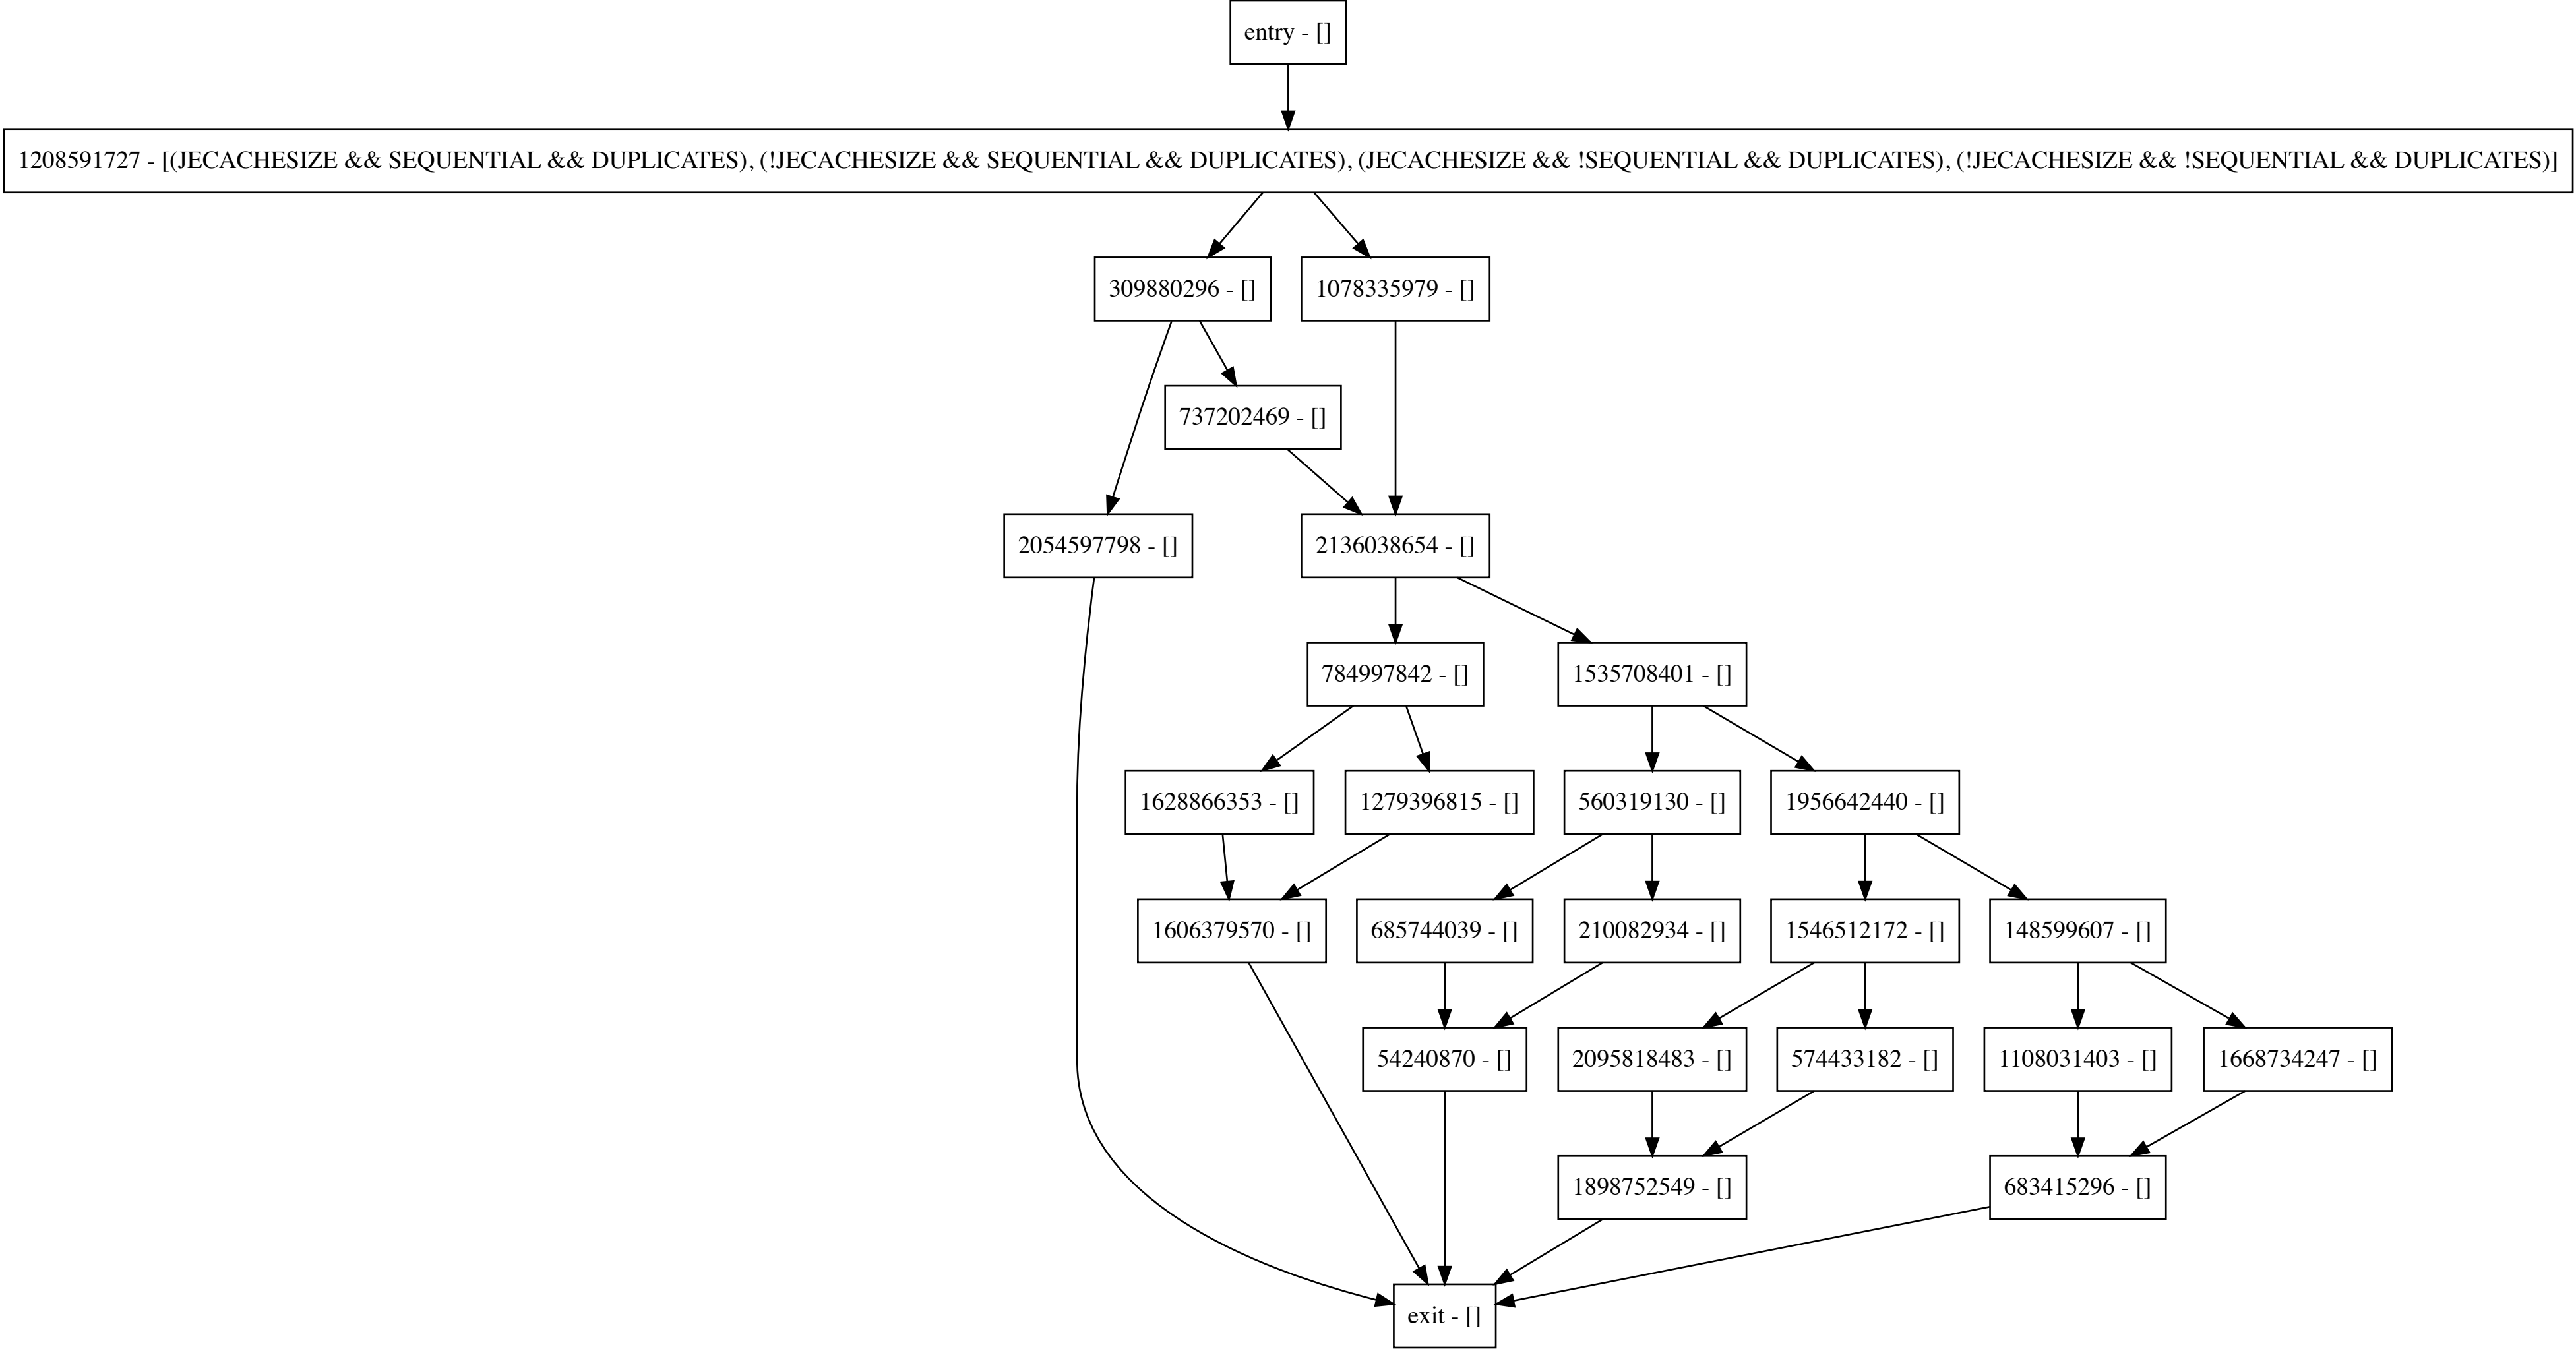 entry - []
1208591727 - [(JECACHESIZE && SEQUENTIAL && DUPLICATES), (!JECACHESIZE && SEQUENTIAL && DUPLICATES), (JECACHESIZE && !SEQUENTIAL && DUPLICATES), (!JECACHESIZE && !SEQUENTIAL && DUPLICATES)]
309880296 - []
1078335979 - []
737202469 - []
2054597798 - []
2136038654 - []
784997842 - []
1535708401 - []
1628866353 - []
1279396815 - []
560319130 - []
1956642440 - []
1606379570 - []
685744039 - []
210082934 - []
1546512172 - []
148599607 - []
54240870 - []
2095818483 - []
574433182 - []
1108031403 - []
1668734247 - []
1898752549 - []
683415296 - []
exit - []